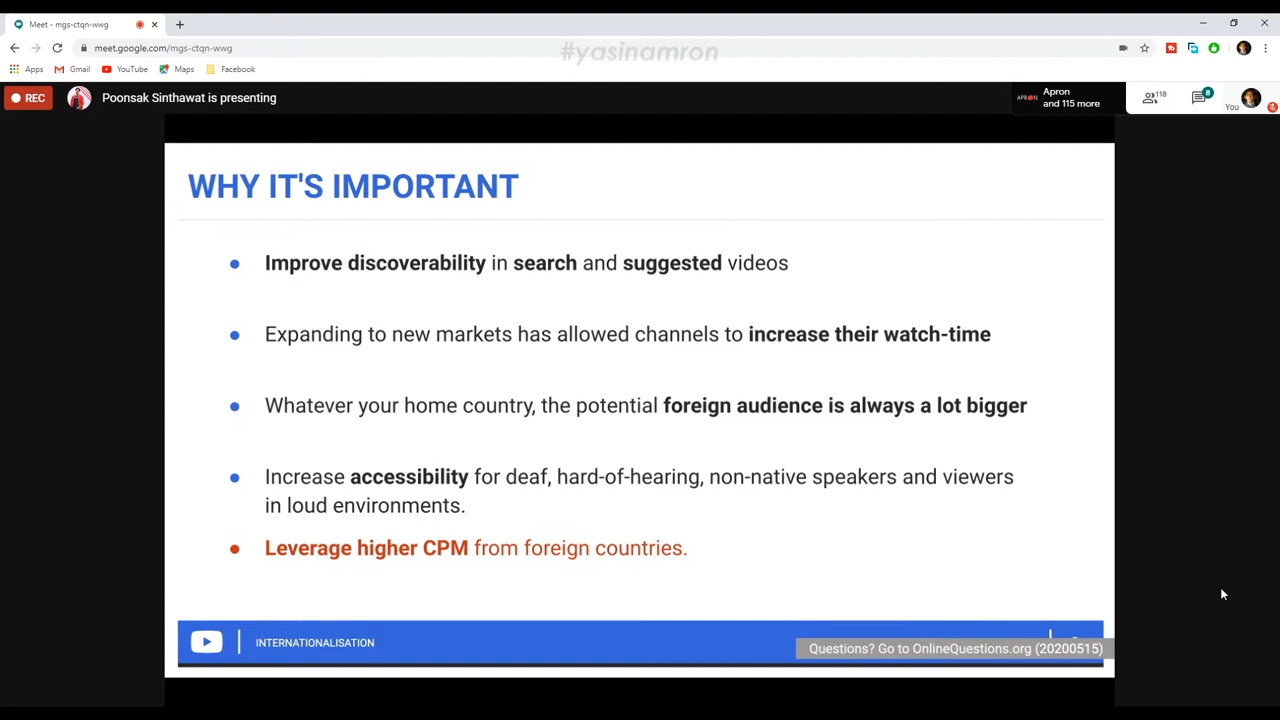 Meet - mgs-ctqn-wwg
meet.google.com/mgs-ctqn-wwg
#yasinamron
Apps Gmail YouTube Maps Facebook
REC
Poonsak Sinthawat is presenting
APRON
Apron
and 115 more
118
8
You
WHY IT'S IMPORTANT
Improve discoverability in search and suggested videos
Expanding to new markets has allowed channels to increase their watch-time
Whatever your home country, the potential foreign audience is always a lot bigger
Increase accessibility for deaf, hard-of-hearing, non-native speakers and viewers
in loud environments.
Leverage higher CPM from foreign countries.
INTERNATIONALISATION
Questions? Go to OnlineQuestions.org (20200515)